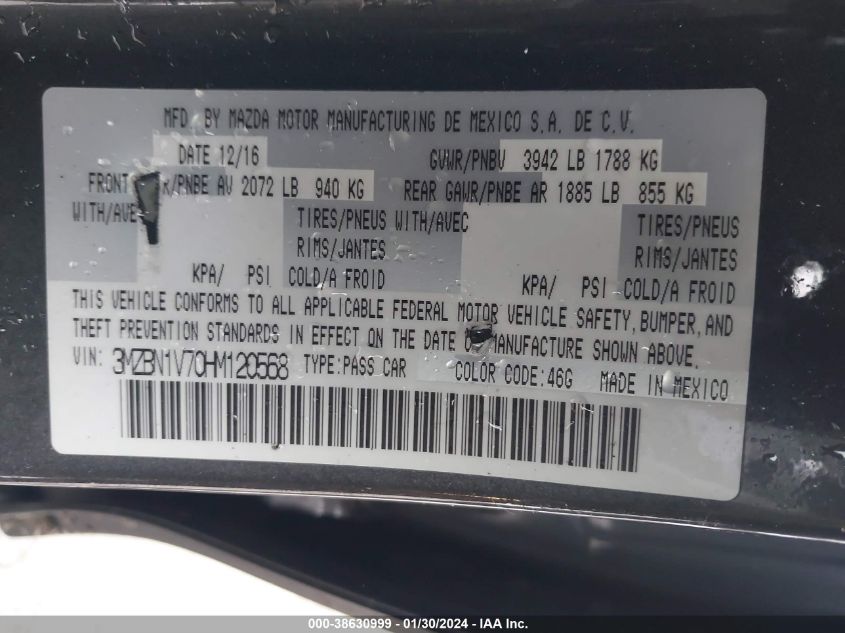 MFD. BY MAZDA MOTOR MANUFACTURING DE MEXICO S.A. DE C.V.
DATE 12/16 GVWR/PNBV 3942 LB 1788 KG
FRONT R/PNBE AV 2072 LB 940 KG REAR GAWR/PNBE AR 1885 LB 855 KG
WITH/AVEC TIRES/PNEUS WITH/AVEC TIRES/PNEUS
RIMS/JANTES RIMS/JANTES
KPA/ PSI COLD/A FROID KPA/ PSI COLD/A FROID
THIS VEHICLE CONFORMS TO ALL APPLICABLE FEDERAL MOTOR VEHICLE SAFETY, BUMPER, AND
THEFT PREVENTION STANDARDS IN EFFECT ON THE DATE MANUFACTURE SHOWN ABOVE.
VIN: 3MZBN1V70HM120568 TYPE:PASS CAR COLOR CODE:46G MADE IN MEXICO
000-38630999 - 01/30/2024 - IAA Inc.